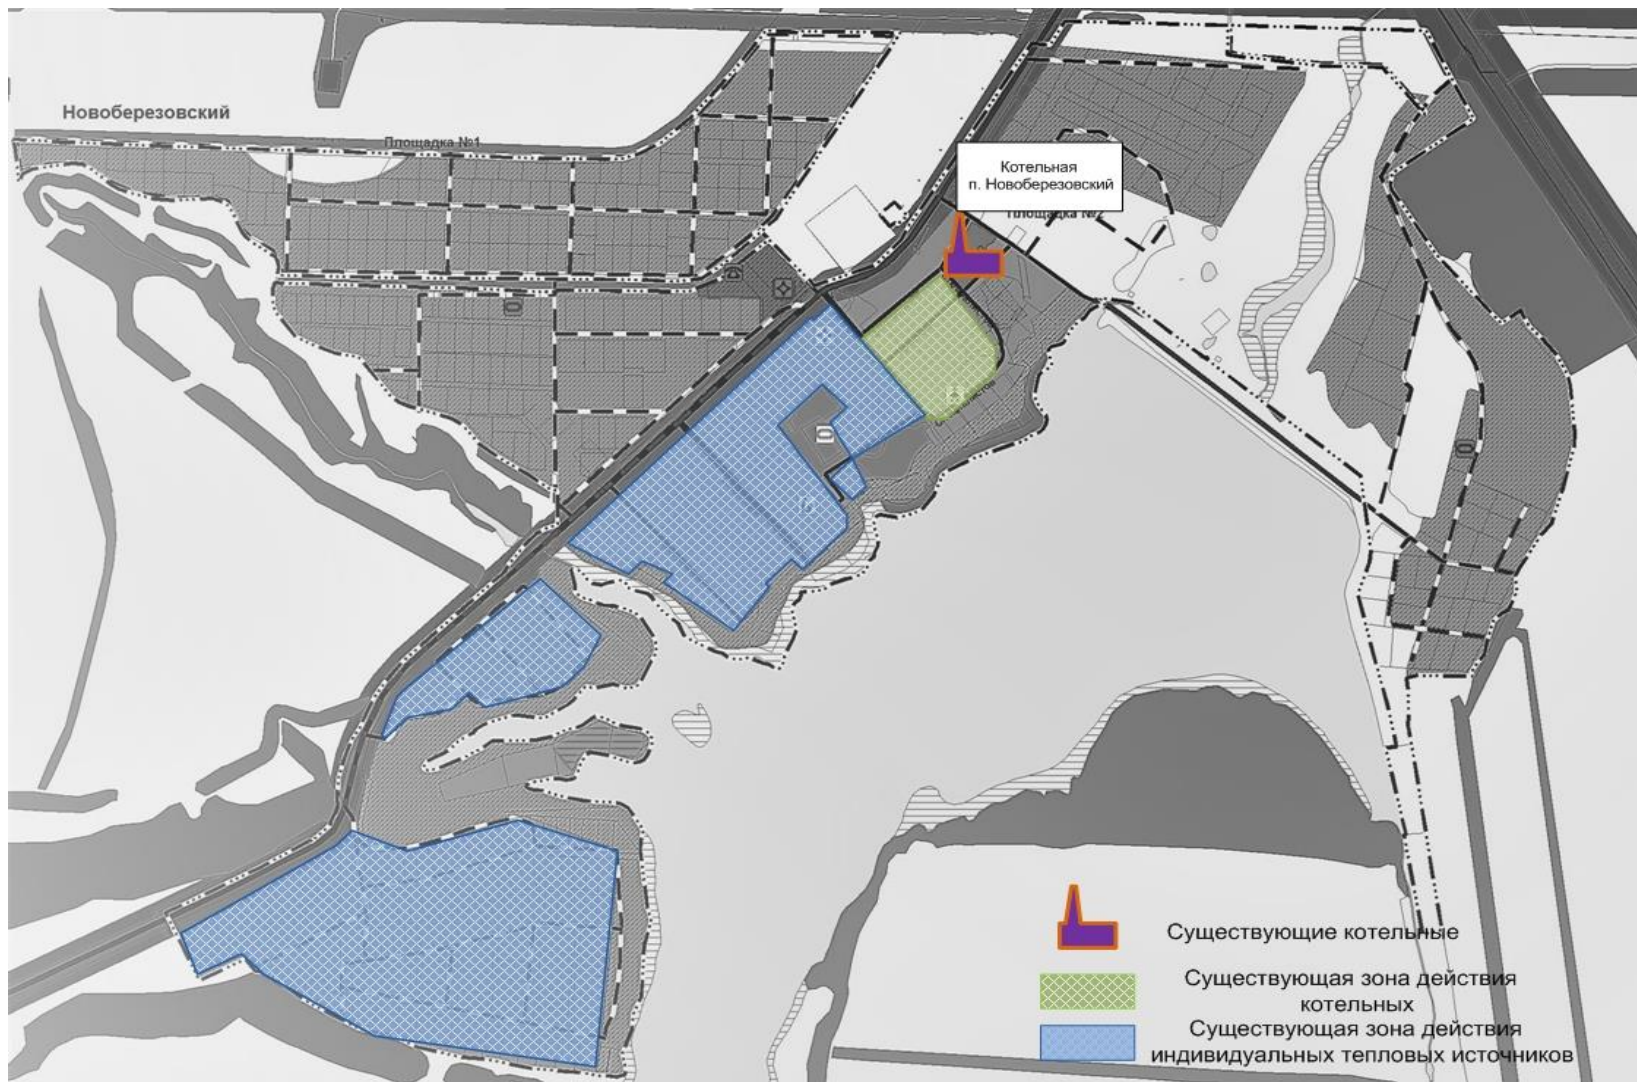 Новоберезовский
Площадка №1
Котельная
п. Новоберезовский
Площадка №2
Существующие котельные
Существующая зона действия
котельных
Существующая зона действия
индивидуальных тепловых источников